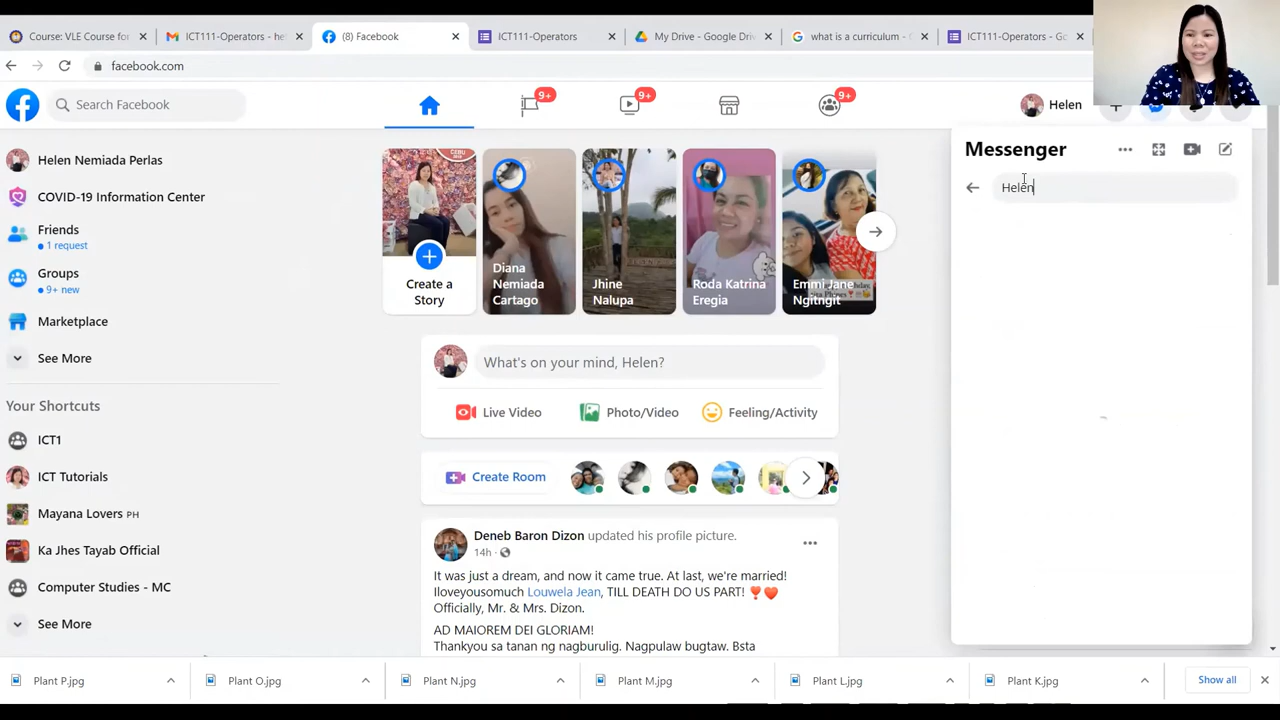 Course: VLE Course for
ICT111-Operators - he
(8) Facebook
ICT111-Operators
My Drive - Google Driv
what is a curriculum - G
ICT111-Operators - Go
facebook.com
Search Facebook
9+
9+
9+
Helen
Helen Nemiada Perlas
COVID-19 Information Center
Friends
1 request
Groups
9+ new
Marketplace
See More
Your Shortcuts
ICT1
ICT Tutorials
Mayana Lovers PH
Ka Jhes Tayab Official
Computer Studies - MC
See More
Create a
Story
Diana
Nemiada
Cartago
Jhine
Nalupa
Roda Katrina
Eregia
Emmi Jane
Ngitngit
What's on your mind, Helen?
Live Video
Photo/Video
Feeling/Activity
Create Room
Deneb Baron Dizon updated his profile picture.
14h ·
It was just a dream, and now it came true. At last, we're married!
Iloveyousomuch Louwela Jean, TILL DEATH DO US PART!
Officially, Mr. & Mrs. Dizon.
AD MAIOREM DEI GLORIAM!
Thankyou sa tanan ng nagburulig. Nagpulaw bugtaw. Bsta
Messenger
Helen
Plant P.jpg
Plant O.jpg
Plant N.jpg
Plant M.jpg
Plant L.jpg
Plant K.jpg
Show all